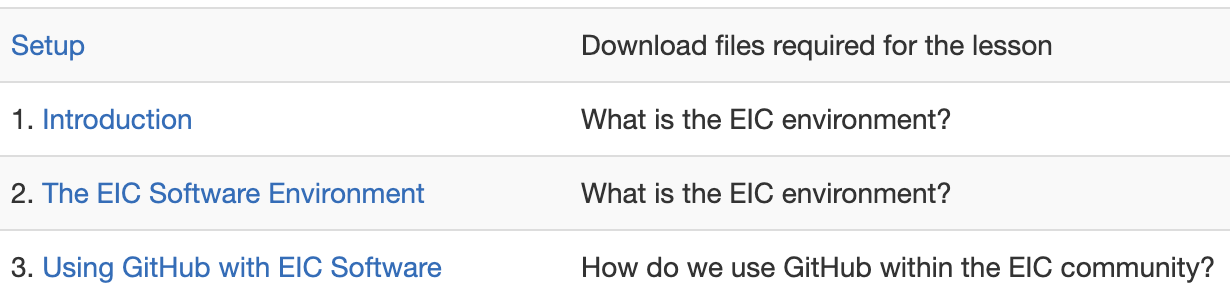 Setup Download files required for the lesson
1. Introduction What is the EIC environment?
2. The EIC Software Environment What is the EIC environment?
3. Using GitHub with EIC Software How do we use GitHub within the EIC community?